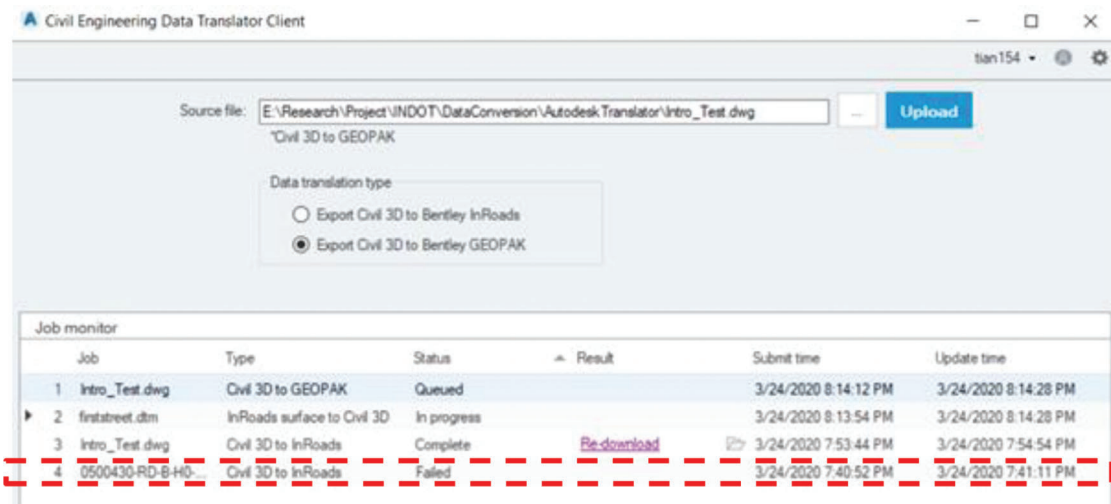 Civil Engineering Data Translator Client
tian154
Source file: E:\Research\Project\INDOT\DataConversion\AutodeskTranslator\Intro_Test.dwg ... Upload
*Civil 3D to GEOPAK
Data translation type
Export Civil 3D to Bentley InRoads
Export Civil 3D to Bentley GEOPAK
Job monitor
Job Type Status Result Submit time Update time
1 Intro_Test.dwg Civil 3D to GEOPAK Queued 3/24/2020 8:14:12 PM 3/24/2020 8:14:28 PM
2 firststreet.dtm InRoads surface to Civil 3D In progress 3/24/2020 8:13:54 PM 3/24/2020 8:14:28 PM
3 Intro_Test.dwg Civil 3D to InRoads Complete Re-download 3/24/2020 7:53:44 PM 3/24/2020 7:54:54 PM
4 0500430-RD-B-H0-... Civil 3D to InRoads Failed 3/24/2020 7:40:52 PM 3/24/2020 7:41:11 PM